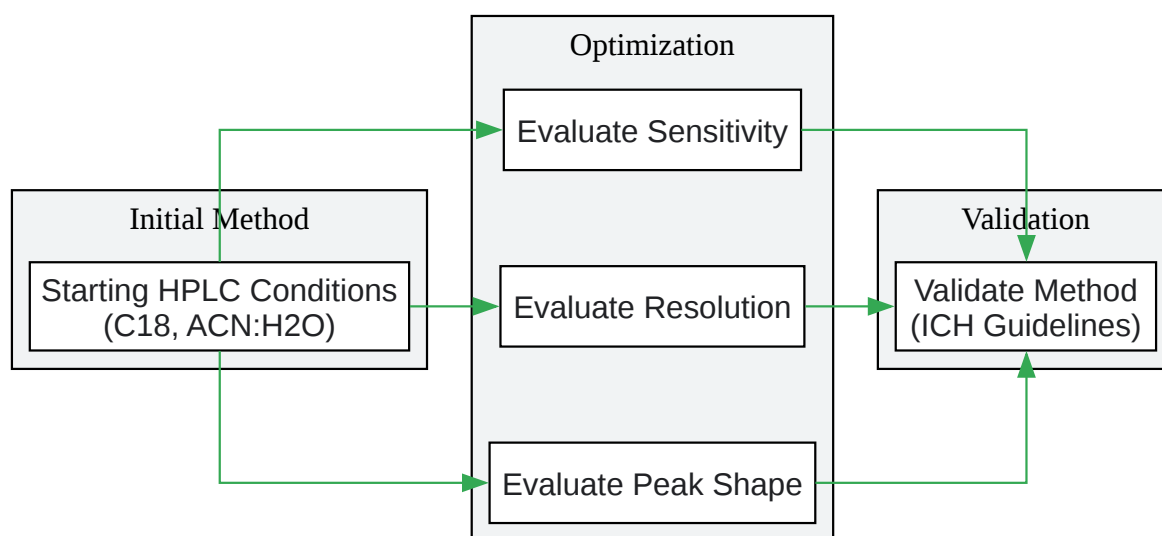 Initial Method
Starting HPLC Conditions
(C18, ACN:H2O)
Optimization
Evaluate Sensitivity
Evaluate Resolution
Evaluate Peak Shape
Validation
Validate Method
(ICH Guidelines)